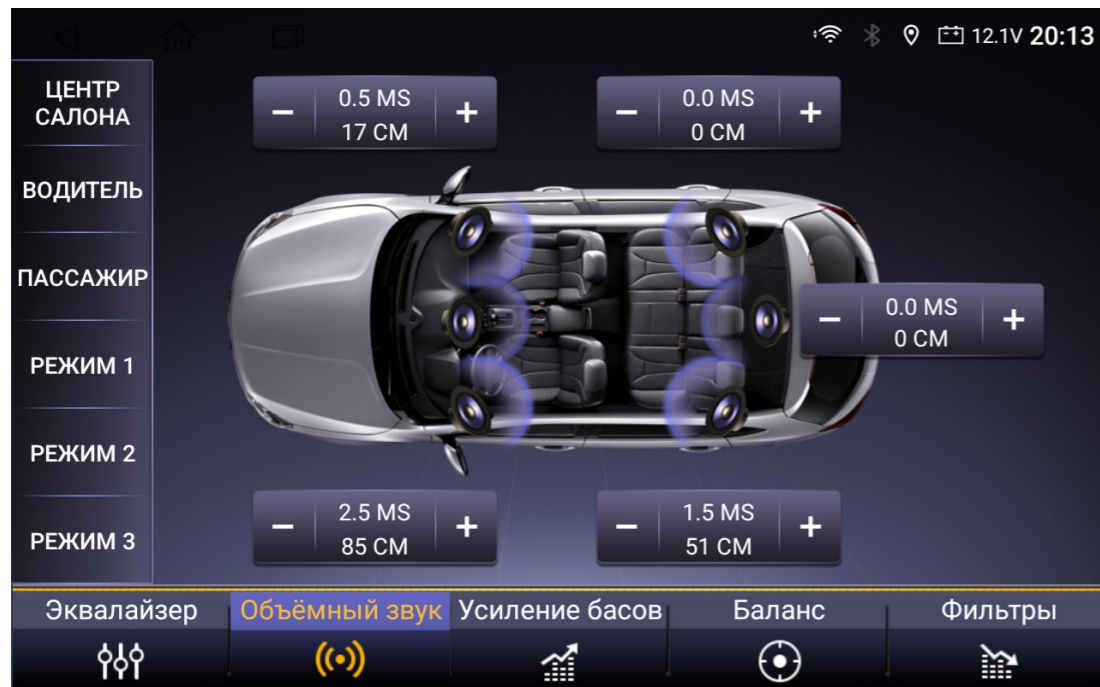 12.1V 20:13
ЦЕНТР
САЛОНА
ВОДИТЕЛЬ
ПАССАЖИР
РЕЖИМ 1
РЕЖИМ 2
РЕЖИМ 3
− 0.5 MS +
17 CM
− 0.0 MS +
0 CM
− 0.0 MS +
0 CM
− 2.5 MS +
85 CM
− 1.5 MS +
51 CM
Эквалайзер
Объёмный звук
Усиление басов
Баланс
Фильтры